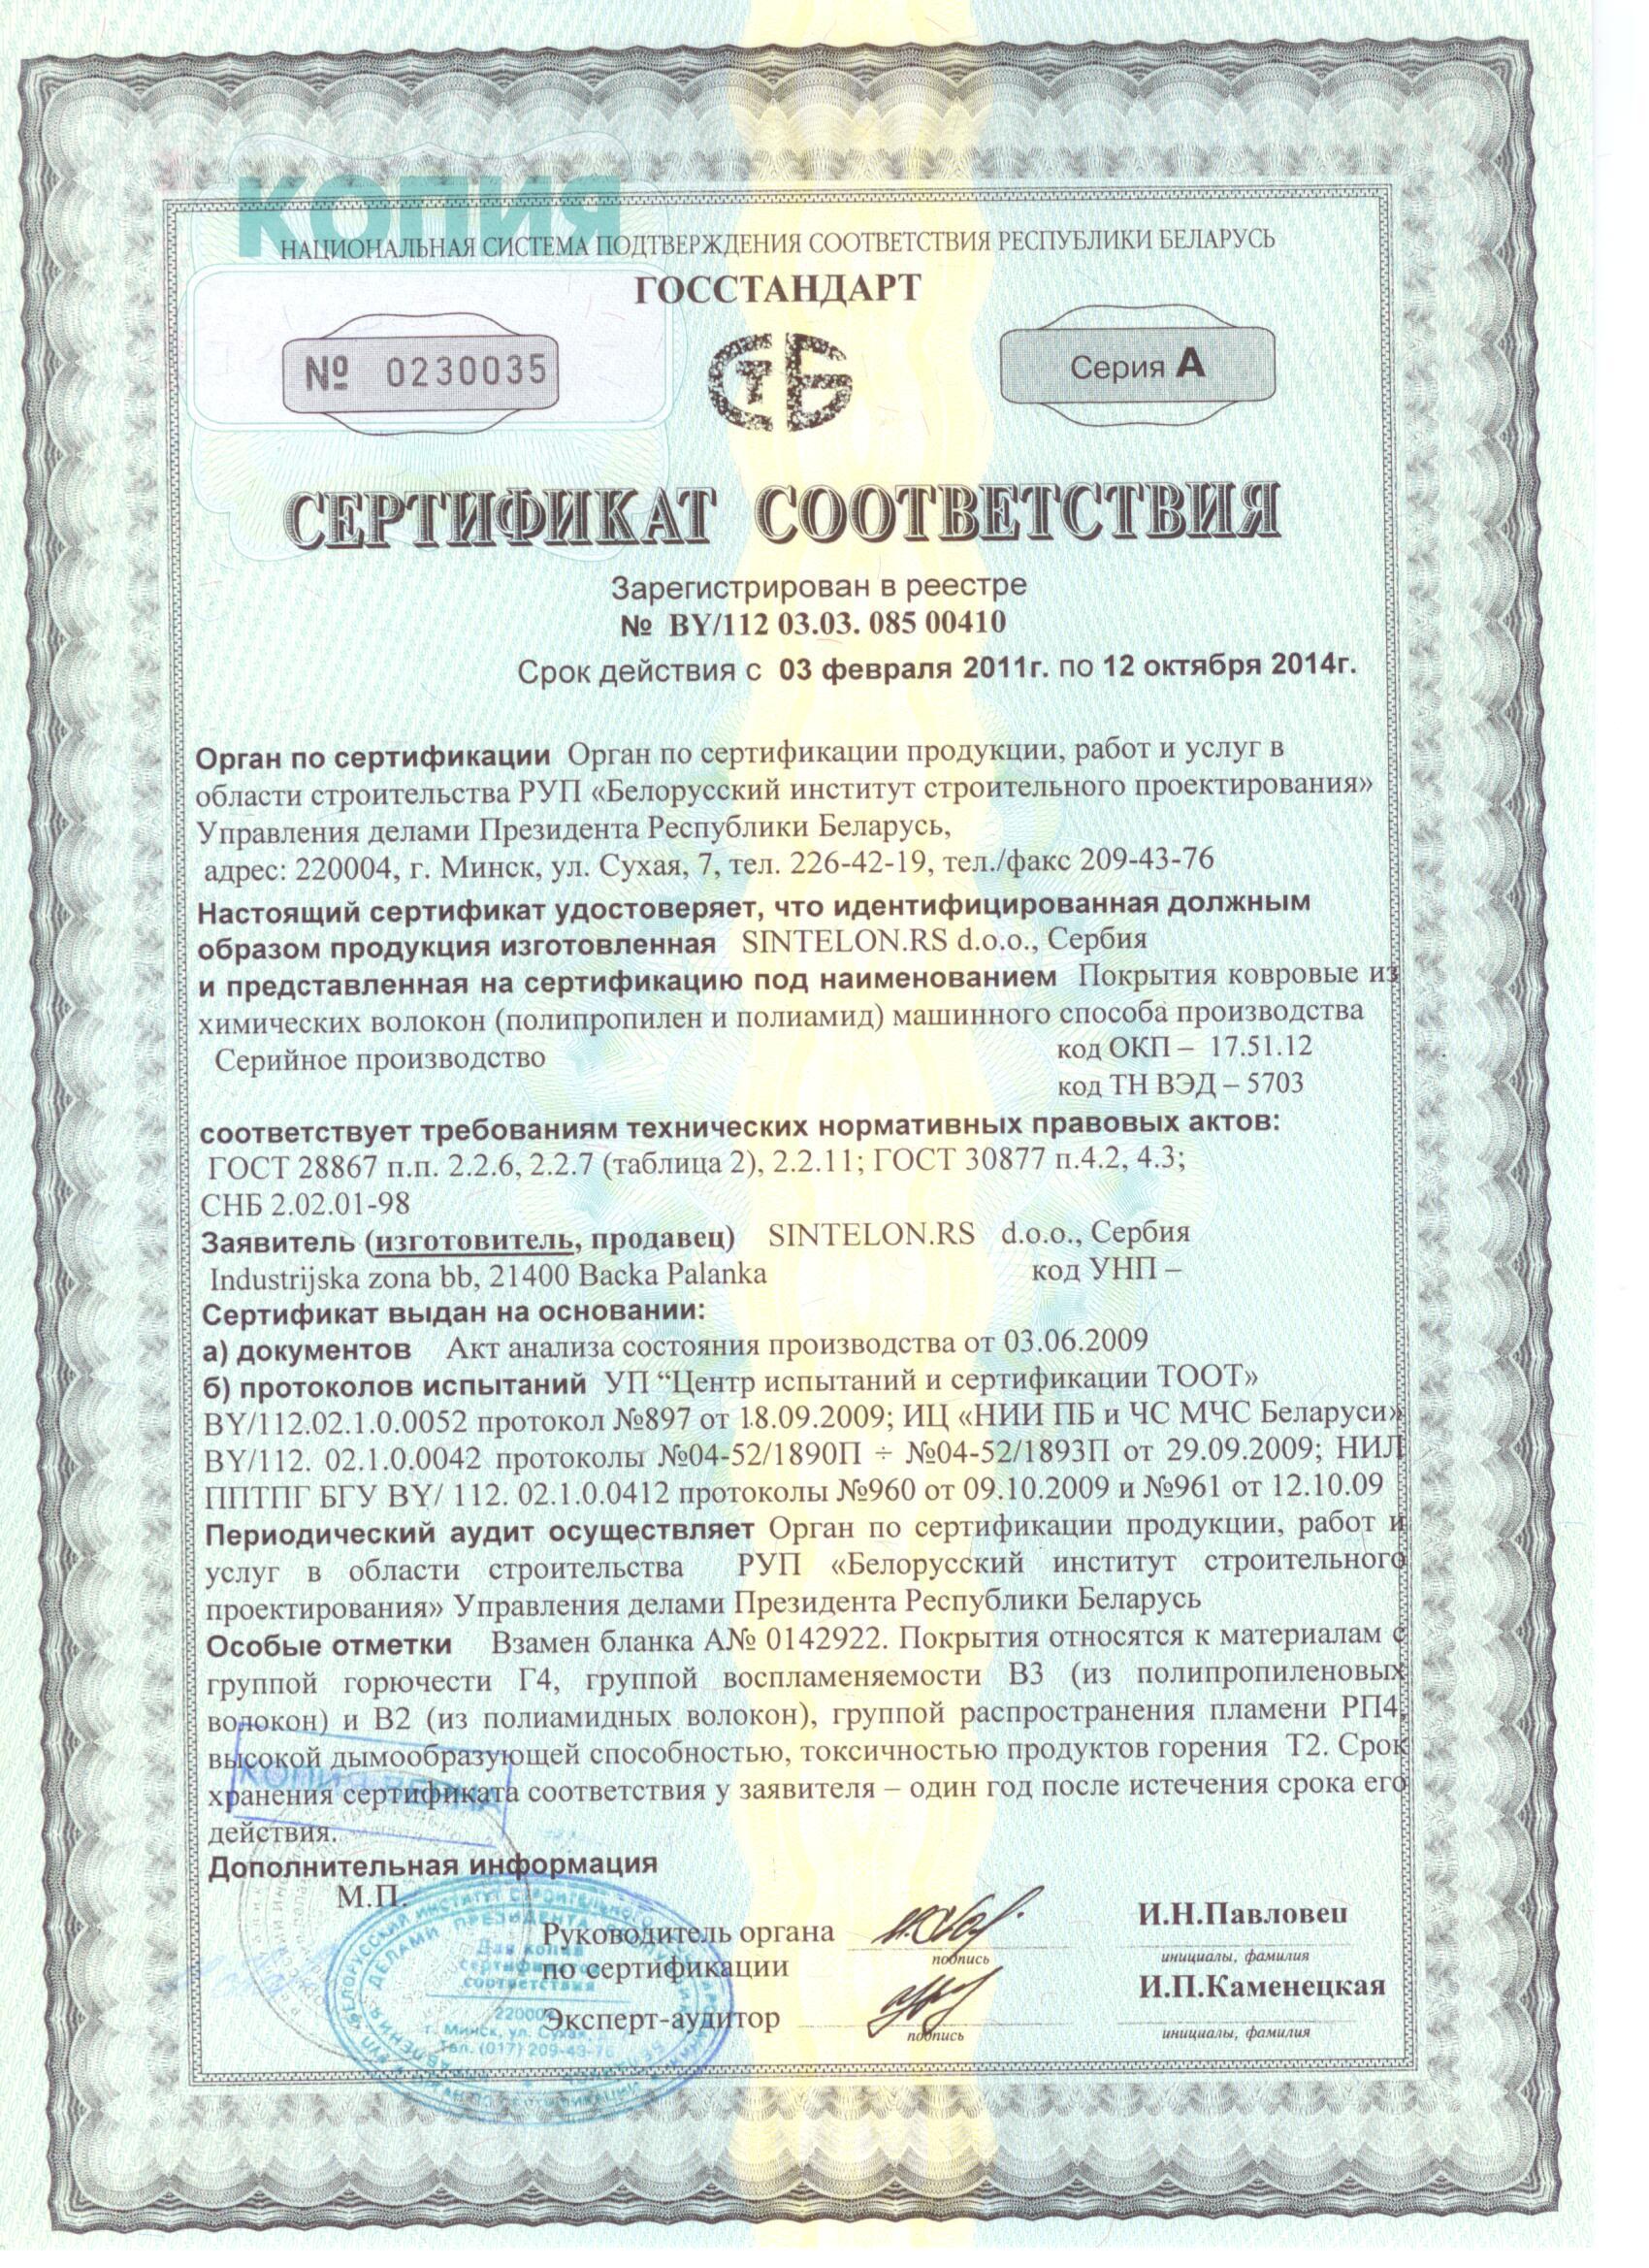 КОПИЯ
НАЦИОНАЛЬНАЯ СИСТЕМА ПОДТВЕРЖДЕНИЯ СООТВЕТСТВИЯ РЕСПУБЛИКИ БЕЛАРУСЬ
ГОССТАНДАРТ
№ 0230035
СТБ
Серия А
СЕРТИФИКАТ СООТВЕТСТВИЯ
Зарегистрирован в реестре
№ BY/112 03.03. 085 00410
Срок действия с 03 февраля 2011г. по 12 октября 2014г.
Орган по сертификации Орган по сертификации продукции, работ и услуг в
области строительства РУП «Белорусский институт строительного проектирования»
Управления делами Президента Республики Беларусь,
адрес: 220004, г. Минск, ул. Сухая, 7, тел. 226-42-19, тел./факс 209-43-76
Настоящий сертификат удостоверяет, что идентифицированная должным
образом продукция изготовленная SINTELON.RS d.o.o., Сербия
и представленная на сертификацию под наименованием Покрытия ковровые из
химических волокон (полипропилен и полиамид) машинного способа производства
Серийное производство код ОКП – 17.51.12
код ТН ВЭД – 5703
соответствует требованиям технических нормативных правовых актов:
ГОСТ 28867 п.п. 2.2.6, 2.2.7 (таблица 2), 2.2.11; ГОСТ 30877 п.4.2, 4.3;
СНБ 2.02.01-98
Заявитель (изготовитель, продавец) SINTELON.RS d.o.o., Сербия
Industrijska zona bb, 21400 Backa Palanka код УНП –
Сертификат выдан на основании:
а) документов Акт анализа состояния производства от 03.06.2009
б) протоколов испытаний УП “Центр испытаний и сертификации ТООТ»
BY/112.02.1.0.0052 протокол №897 от 18.09.2009; ИЦ «НИИ ПБ и ЧС МЧС Беларуси»
BY/112. 02.1.0.0042 протоколы №04-52/1890П ÷ №04-52/1893П от 29.09.2009; НИЛ
ППТПГ БГУ BY/ 112. 02.1.0.0412 протоколы №960 от 09.10.2009 и №961 от 12.10.09
Периодический аудит осуществляет Орган по сертификации продукции, работ и
услуг в области строительства РУП «Белорусский институт строительного
проектирования» Управления делами Президента Республики Беларусь
Особые отметки Взамен бланка А№ 0142922. Покрытия относятся к материалам с
группой горючести Г4, группой воспламеняемости В3 (из полипропиленовых
волокон) и В2 (из полиамидных волокон), группой распространения пламени РП4,
высокой дымообразующей способностью, токсичностью продуктов горения Т2. Срок
хранения сертификата соответствия у заявителя – один год после истечения срока его
действия.
КОПИЯ ВЕРНА
Дополнительная информация
М.П.
Руководитель органа
по сертификации
подпись
И.Н.Павловец
инициалы, фамилия
Эксперт-аудитор
подпись
И.П.Каменецкая
инициалы, фамилия
Для копий
сертификатов
соответствия
г. Минск, ул. Сухая,
Тел. (017) 209-43-76